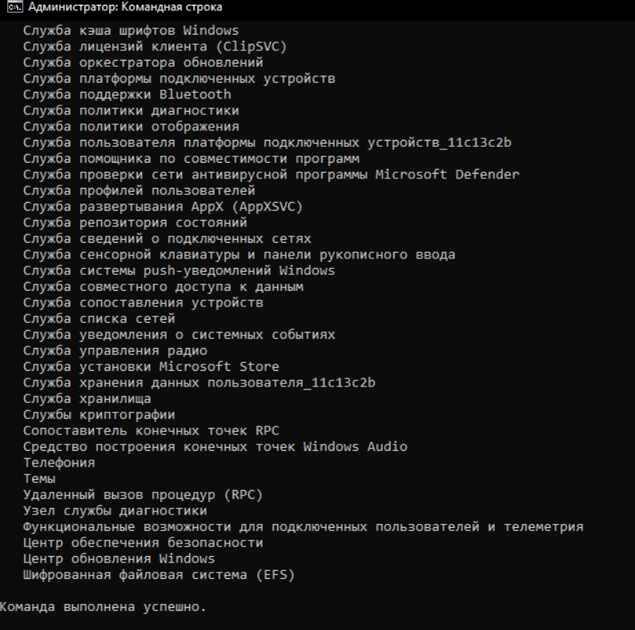 Администратор: Командная строка
Служба кэша шрифтов Windows
Служба лицензий клиента (ClipSVC)
Служба оркестратора обновлений
Служба платформы подключенных устройств
Служба поддержки Bluetooth
Служба политики диагностики
Служба политики отображения
Служба пользователя платформы подключенных устройств_11c13c2b
Служба помощника по совместимости программ
Служба проверки сети антивирусной программы Microsoft Defender
Служба профилей пользователей
Служба развертывания AppX (AppXSVC)
Служба репозитория состояний
Служба сведений о подключенных сетях
Служба сенсорной клавиатуры и панели рукописного ввода
Служба системы push-уведомлений Windows
Служба совместного доступа к данным
Служба сопоставления устройств
Служба списка сетей
Служба уведомления о системных событиях
Служба управления радио
Служба установки Microsoft Store
Служба хранения данных пользователя_11c13c2b
Служба хранилища
Службы криптографии
Сопоставитель конечных точек RPC
Средство построения конечных точек Windows Audio
Телефония
Темы
Удаленный вызов процедур (RPC)
Узел службы диагностики
Функциональные возможности для подключенных пользователей и телеметрия
Центр обеспечения безопасности
Центр обновления Windows
Шифрованная файловая система (EFS)
Команда выполнена успешно.